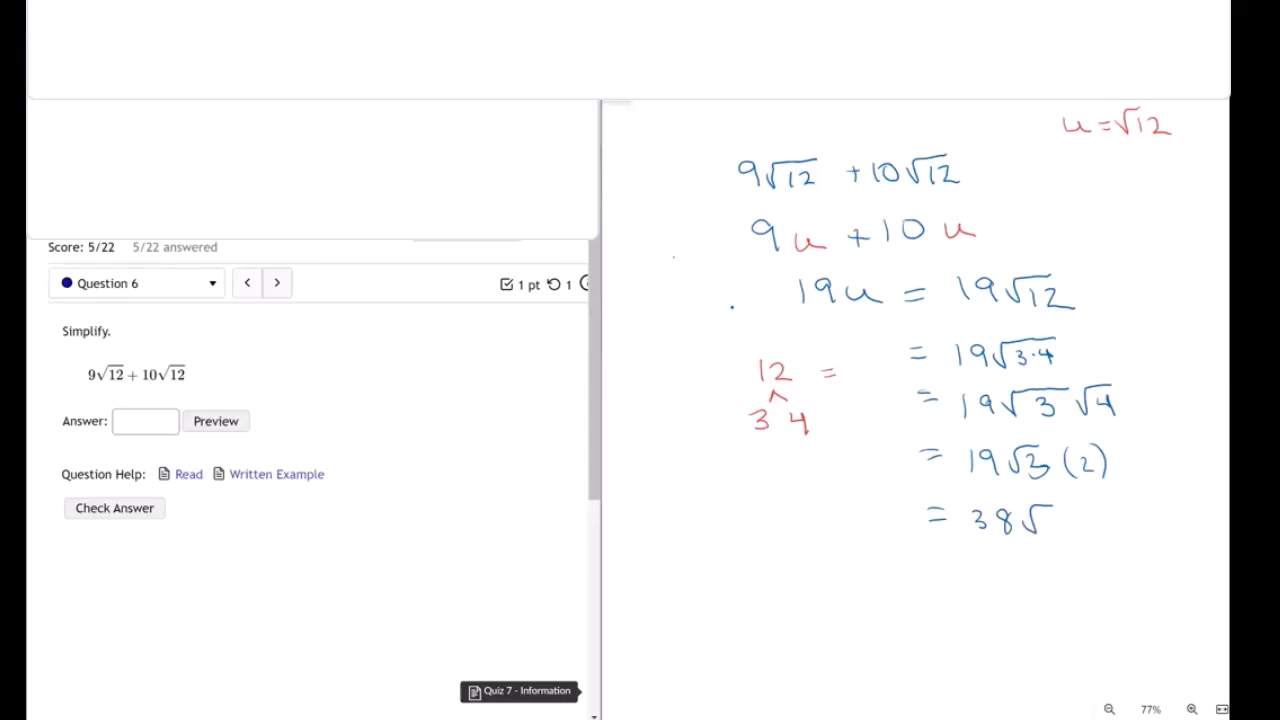 u = √12
9√12 + 10√12
9u + 10u
19u = 19√12
= 19√3·4
12 =
3 4
= 19√3 √4
= 19√3 (2)
= 38√
Score: 5/22 5/22 answered
Question 6
1 pt 1
Simplify.
9√12 + 10√12
Answer: Preview
Question Help: Read Written Example
Check Answer
Quiz 7 - Information
77%